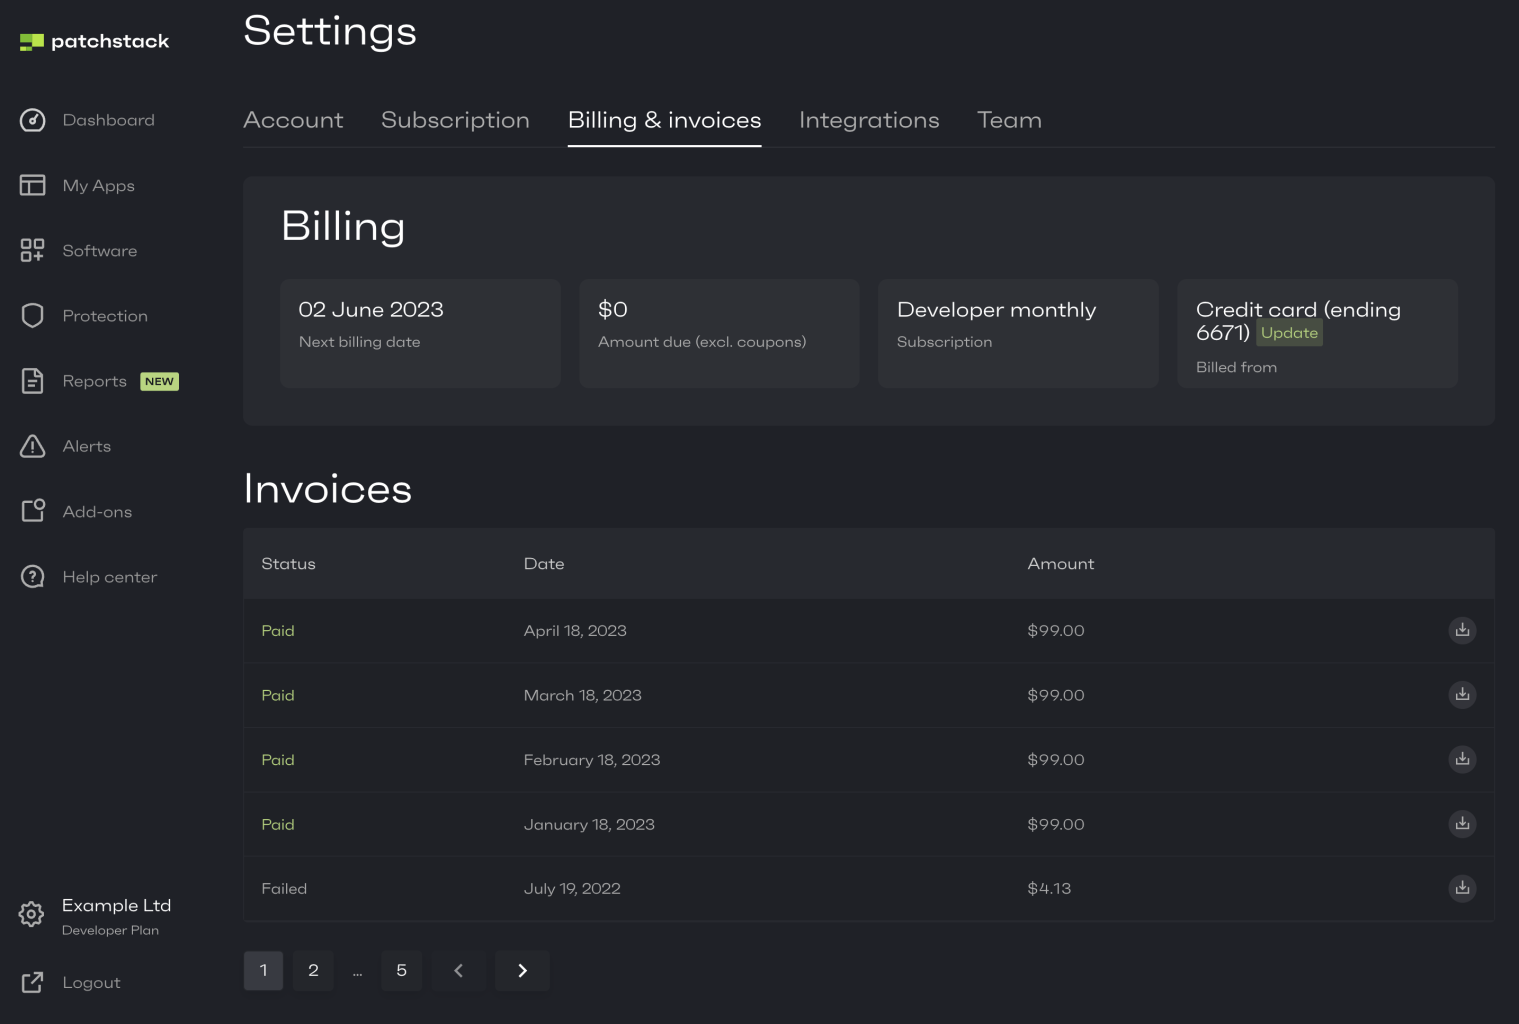 patchstack
Dashboard
My Apps
Software
Protection
Reports NEW
Alerts
Add-ons
Help center
Example Ltd
Developer Plan
Logout
Settings
Account Subscription Billing & invoices Integrations Team
Billing
02 June 2023
Next billing date
$0
Amount due (excl. coupons)
Developer monthly
Subscription
Credit card (ending
6671) Update
Billed from
Invoices
Status Date Amount
Paid April 18, 2023 $99.00
Paid March 18, 2023 $99.00
Paid February 18, 2023 $99.00
Paid January 18, 2023 $99.00
Failed July 19, 2022 $4.13
1 2 ... 5